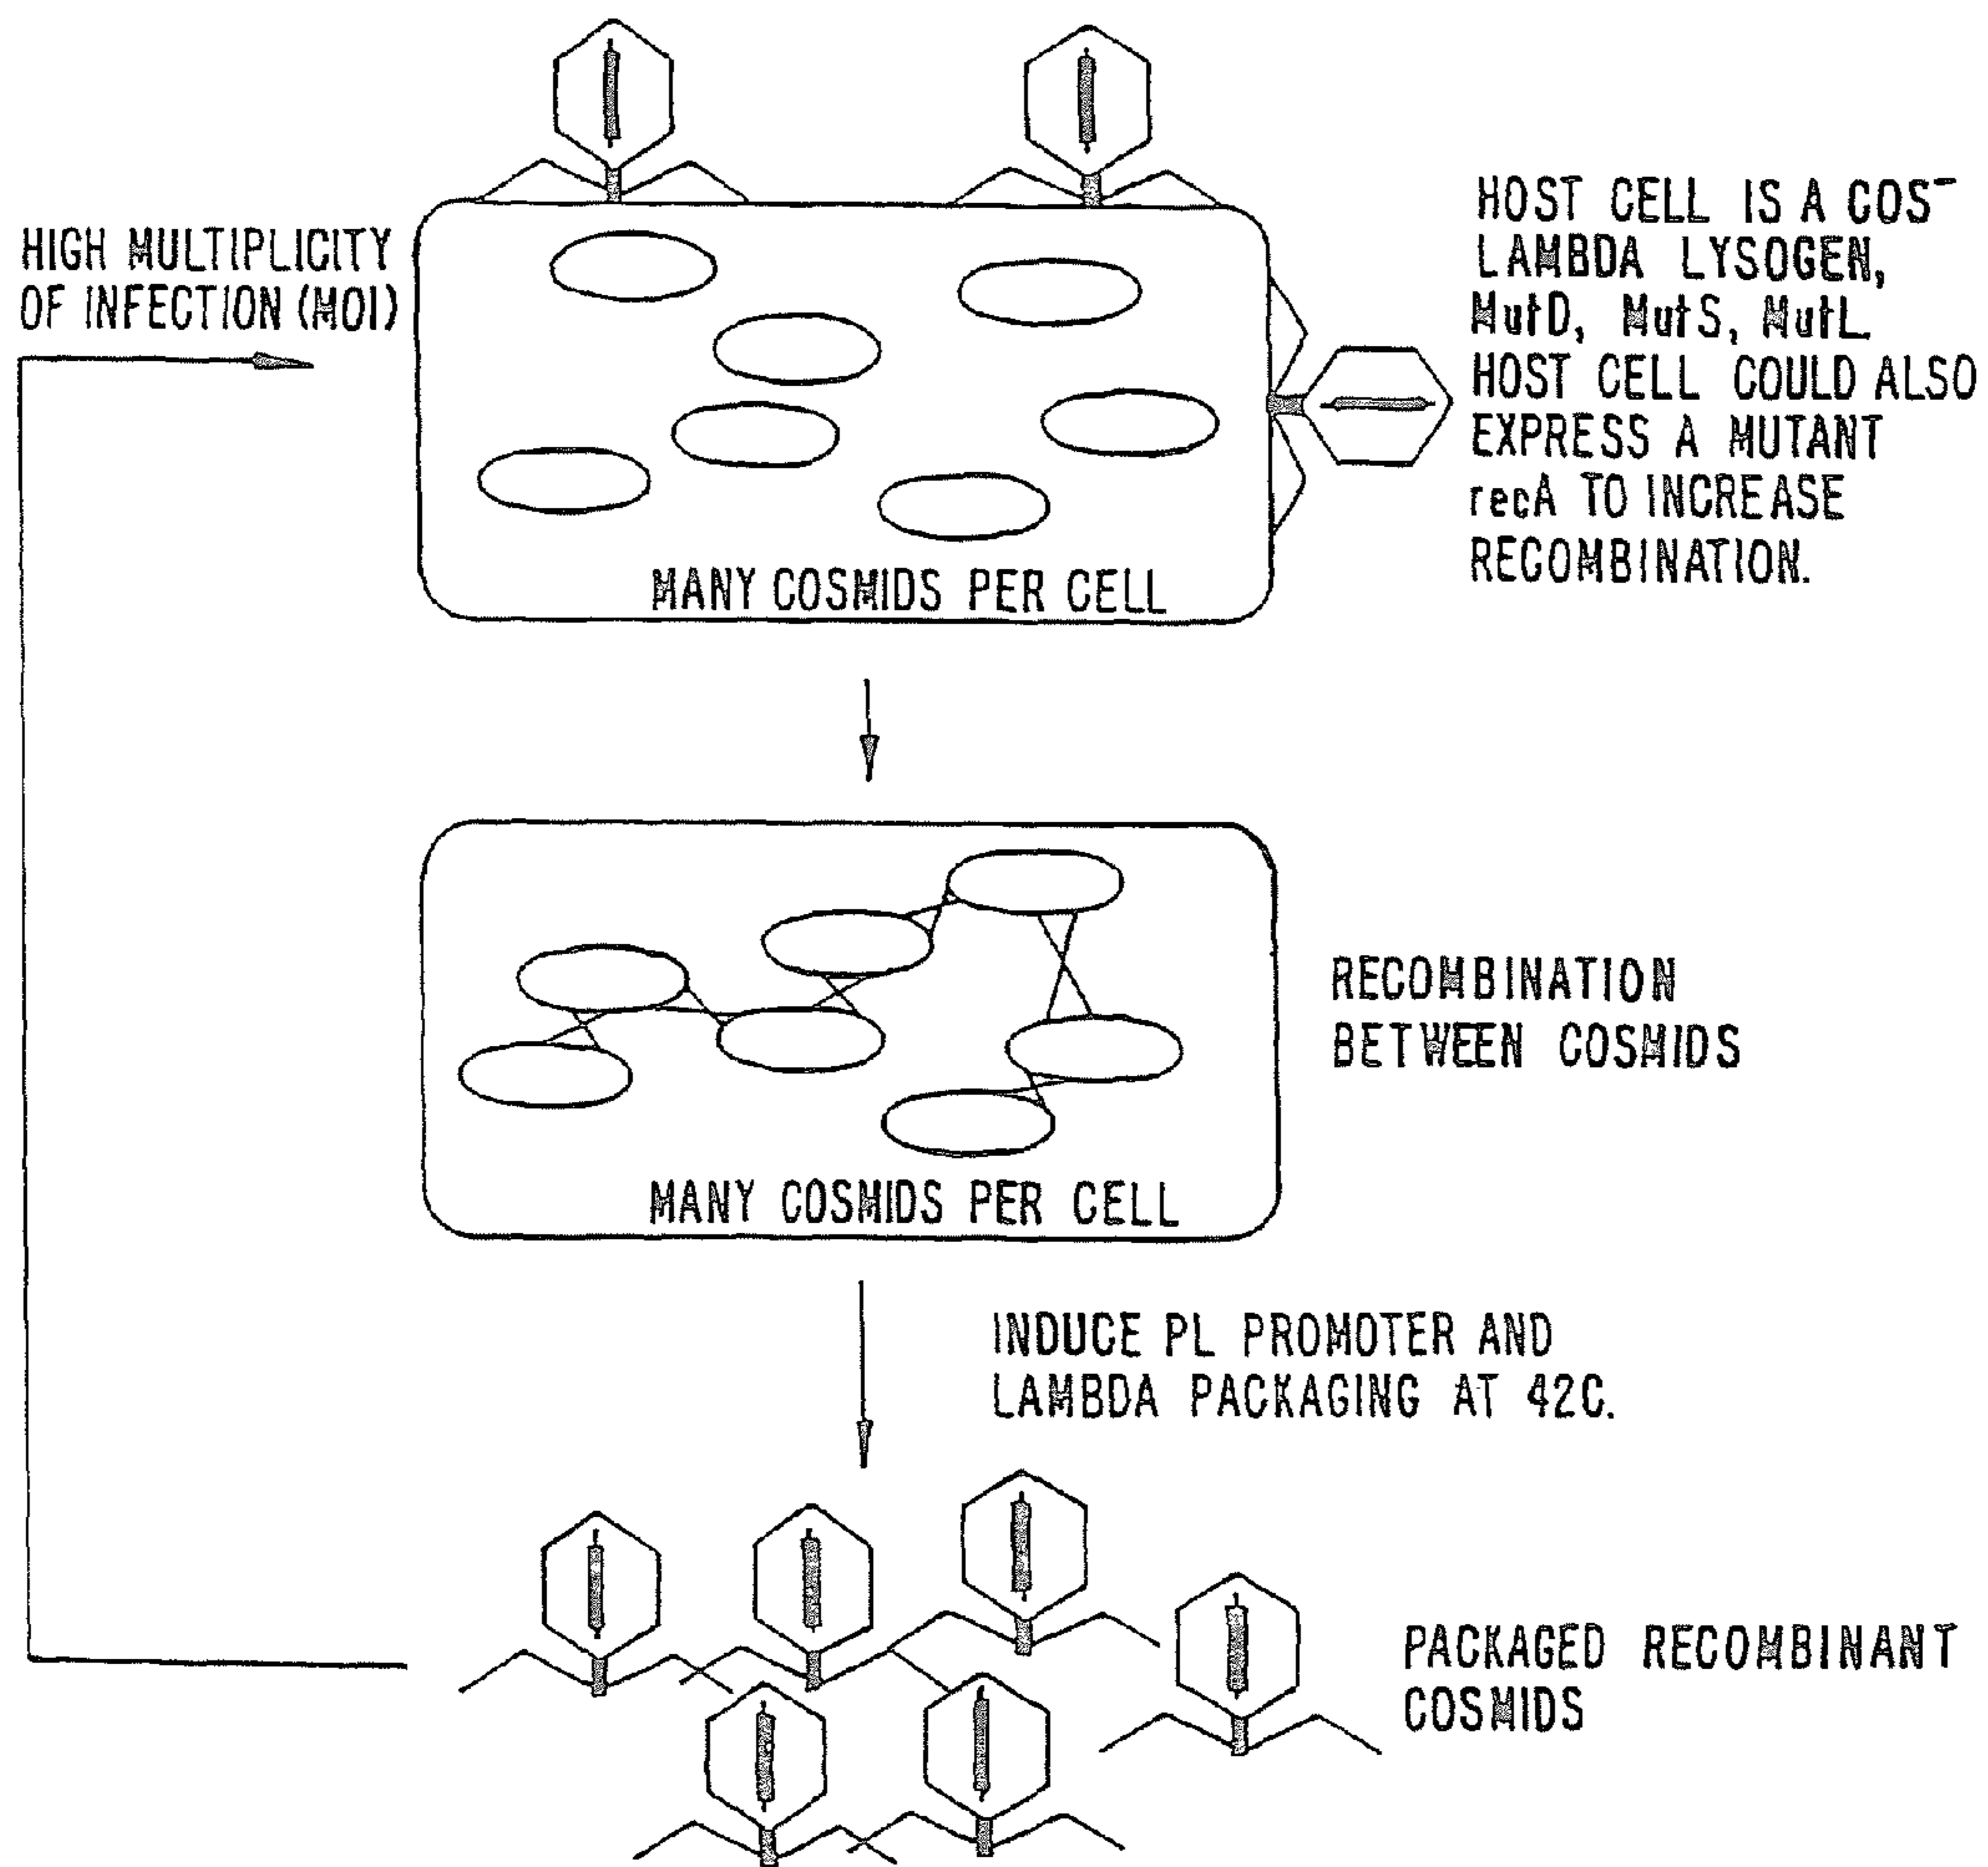 HIGH MULTIPLICITY
OF INFECTION (MOI)
HOST CELL IS A COS⁻
LAMBDA LYSOGEN,
MutD, MutS, MutL.
HOST CELL COULD ALSO
EXPRESS A MUTANT
recA TO INCREASE
RECOMBINATION.
MANY COSMIDS PER CELL
RECOMBINATION
BETWEEN COSMIDS
MANY COSMIDS PER CELL
INDUCE PL PROMOTER AND
LAMBDA PACKAGING AT 42C.
PACKAGED RECOMBINANT
COSMIDS